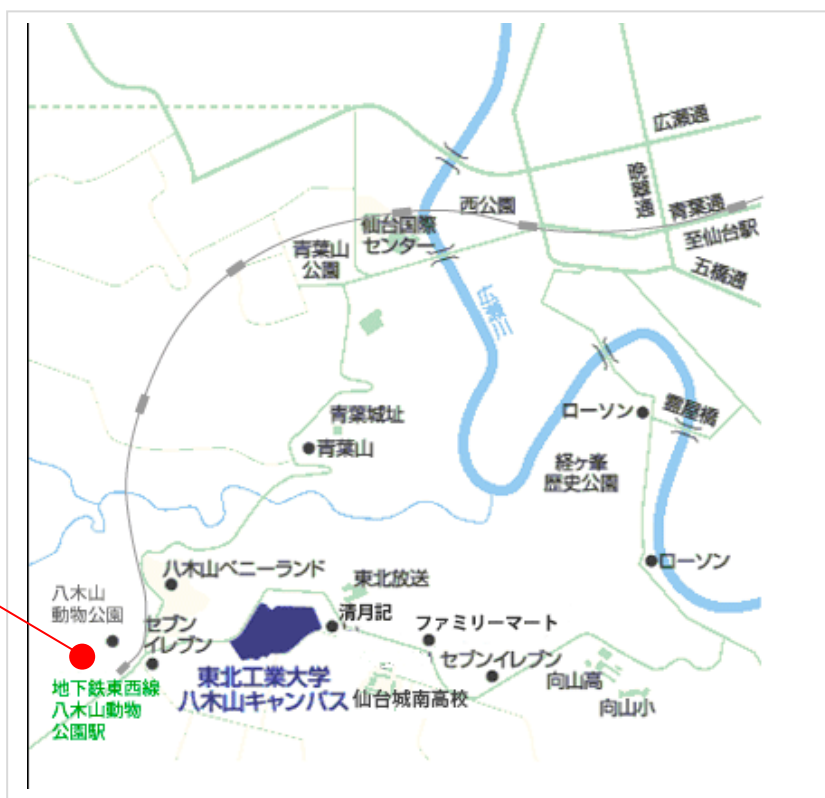 広瀬通
晩翠通
西公園
青葉通
仙台国際
センター
至仙台駅
青葉山
公園
五橋通
広瀬川
青葉城址
ローソン
霊屋橋
青葉山
経ヶ峯
歴史公園
八木山ベニーランド
ローソン
東北放送
八木山
動物公園
清月記
セブン
イレブン
ファミリーマート
セブンイレブン
東北工業大学
八木山キャンパス
仙台城南高校
向山高
向山小
地下鉄東西線
八木山動物
公園駅